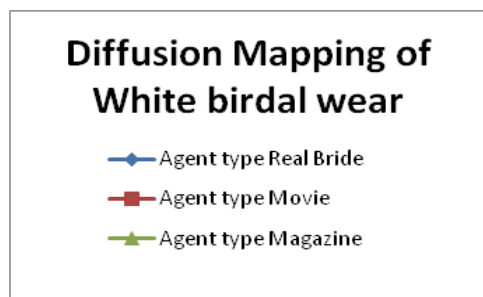 Diffusion Mapping of
White birdal wear
Agent type Real Bride
Agent type Movie
Agent type Magazine